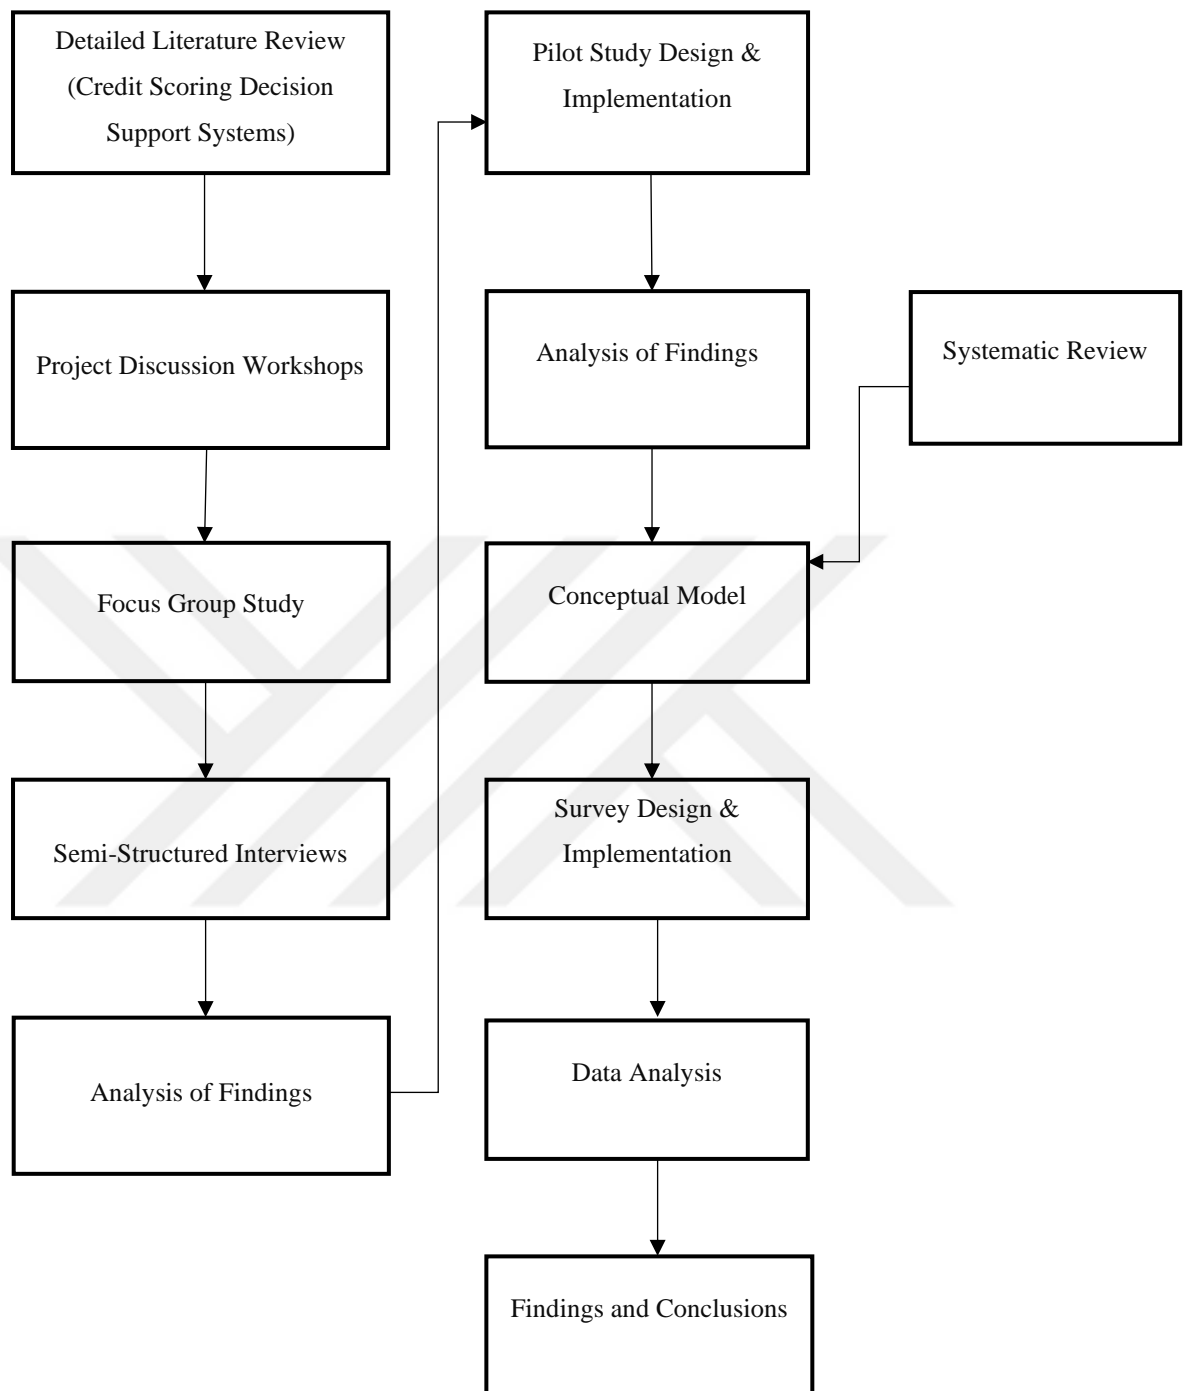 Detailed Literature Review
(Credit Scoring Decision
Support Systems)
Project Discussion Workshops
Focus Group Study
Semi-Structured Interviews
Analysis of Findings
Pilot Study Design &
Implementation
Analysis of Findings
Systematic Review
Conceptual Model
Survey Design &
Implementation
Data Analysis
Findings and Conclusions